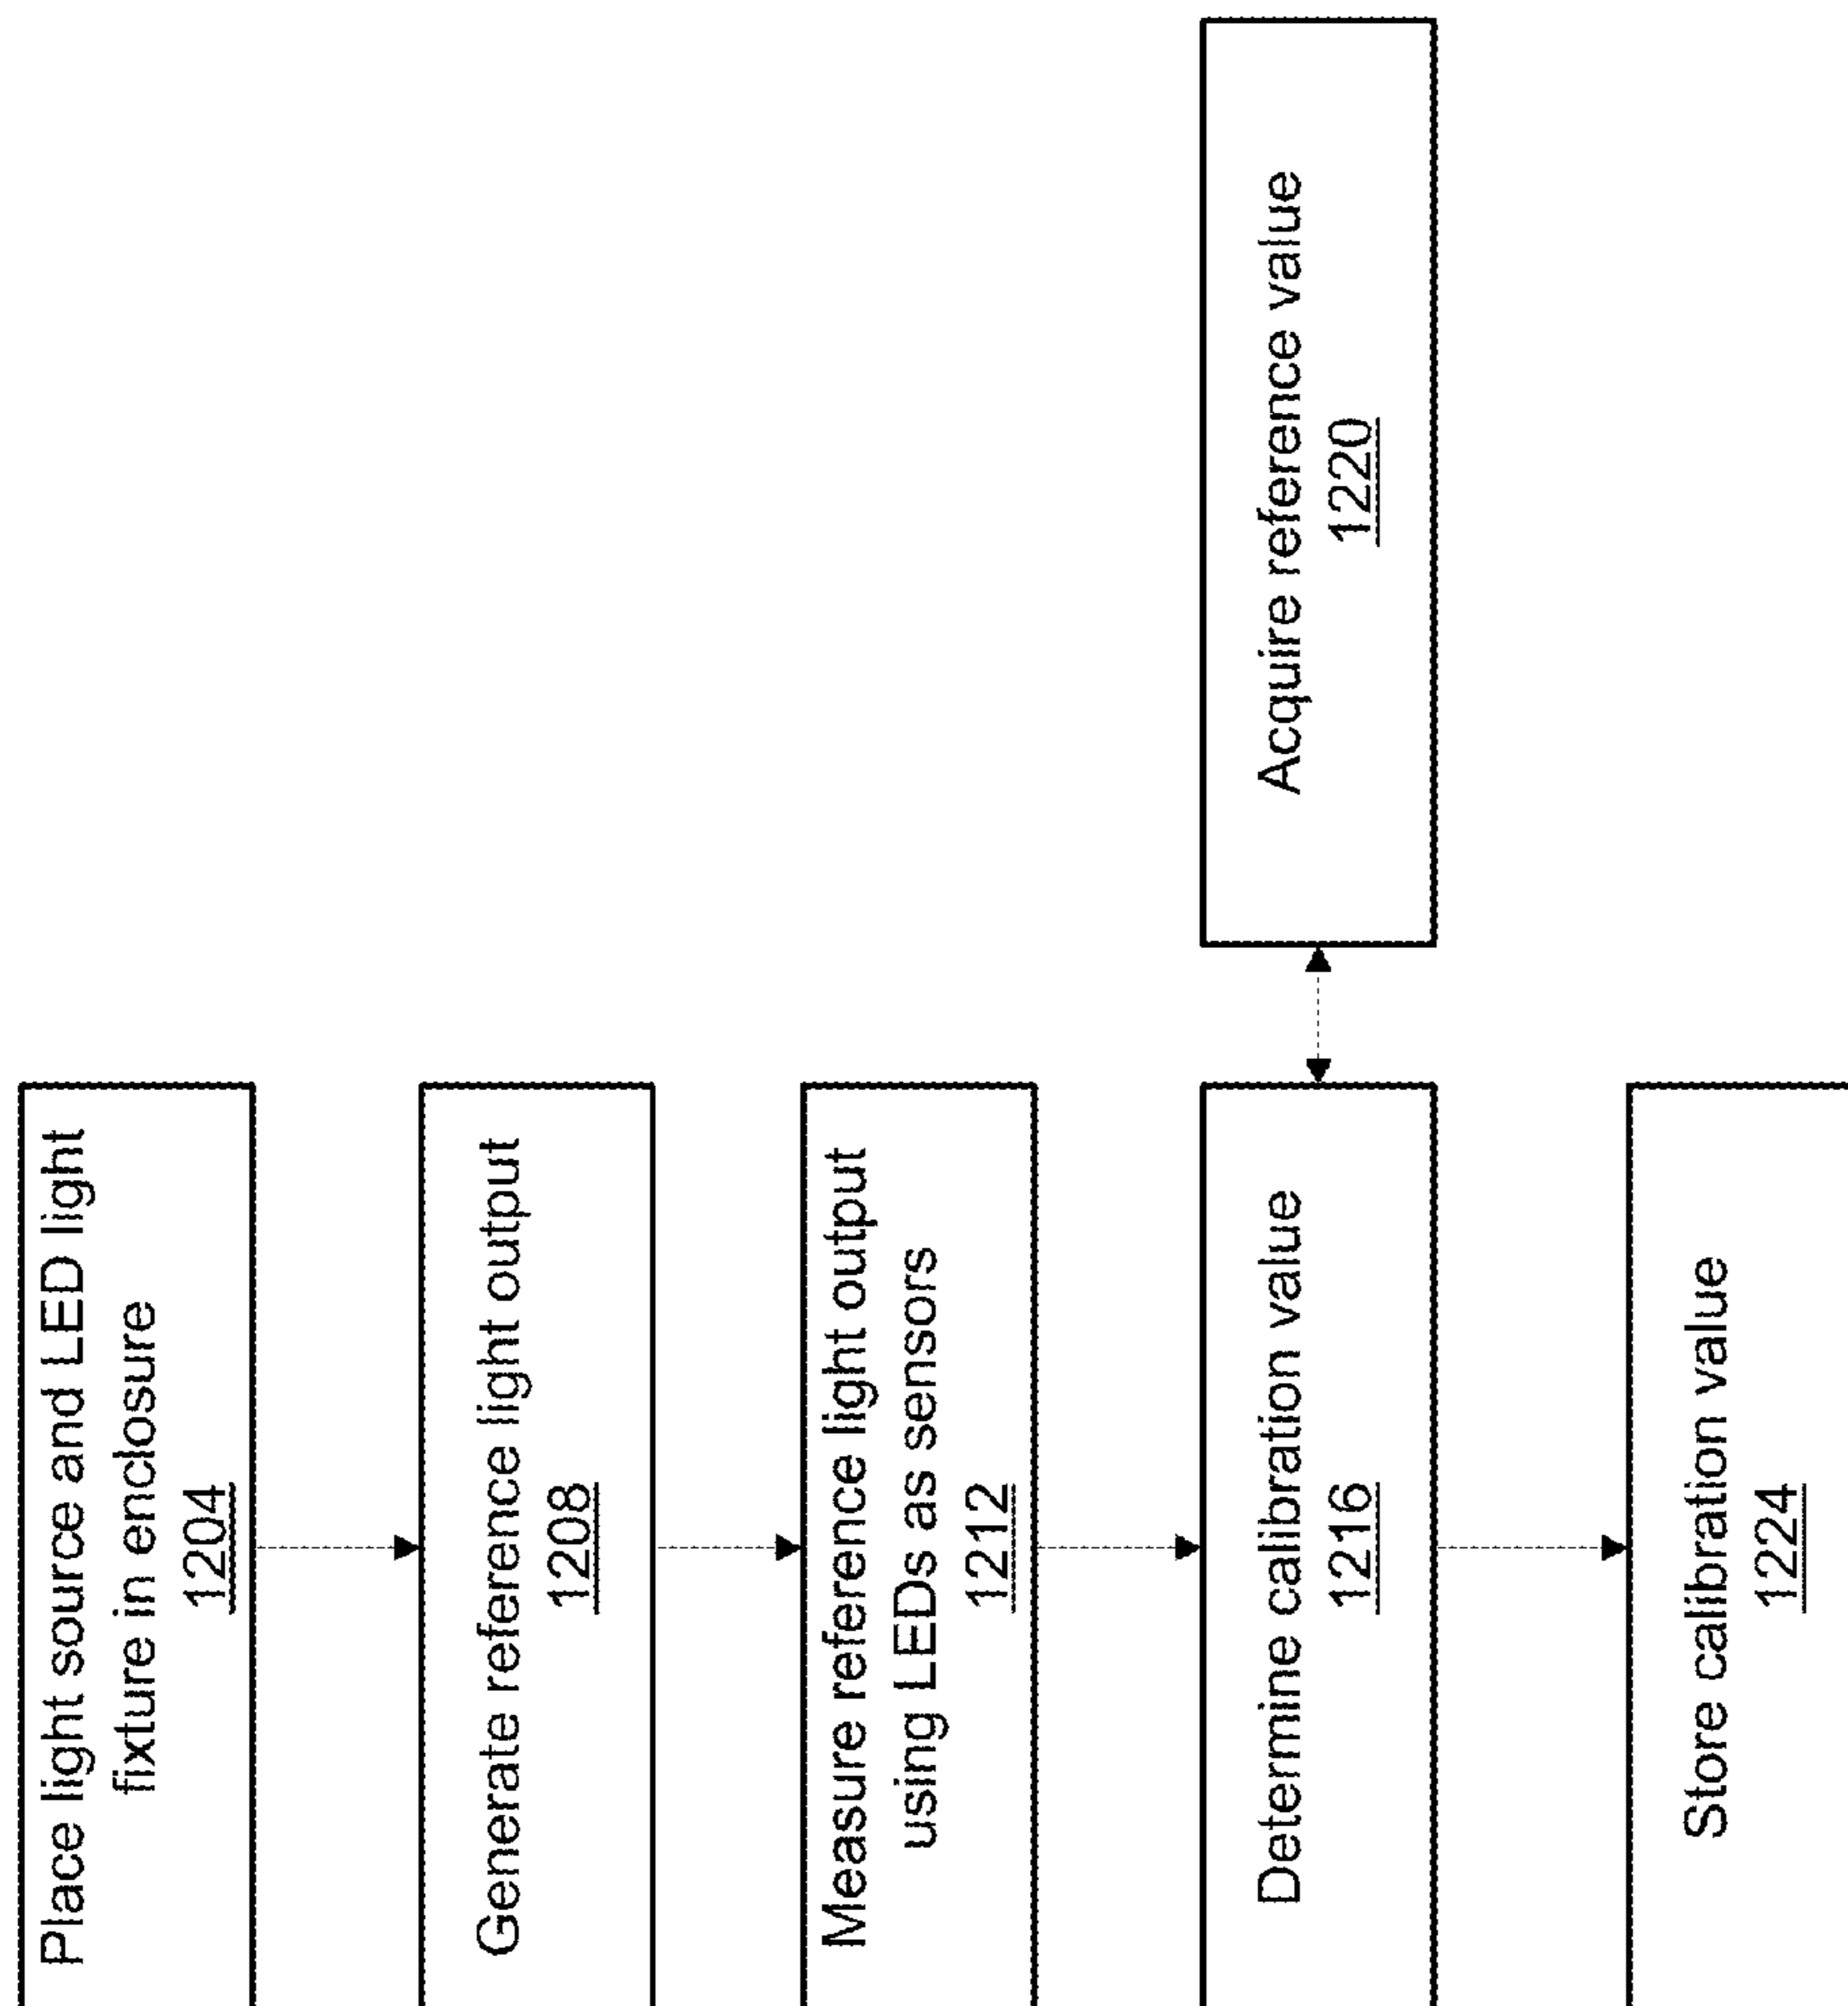 Place light source and LED light
fixture in enclosure
1204
Generate reference light output
1208
Measure reference light output
using LEDs as sensors
1212
Determine calibration value
1216
Acquire reference value
1220
Store calibration value
1224